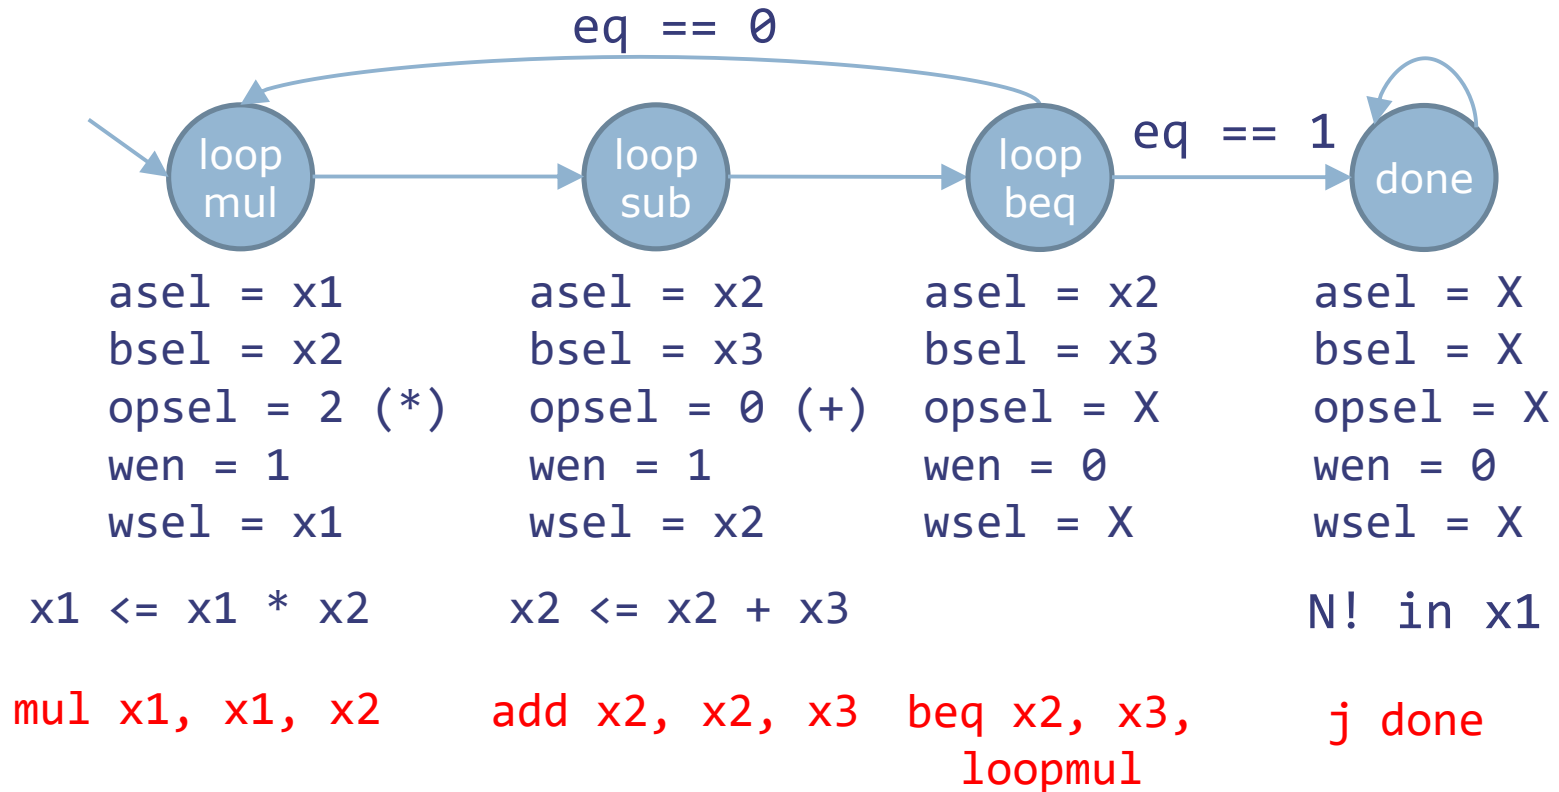 eq == 0
eq == 1
loop
mul
loop
sub
loop
beq
done
asel = x1
bsel = x2
opsel = 2 (*)
wen = 1
wsel = x1
asel = x2
bsel = x3
opsel = 0 (+)
wen = 1
wsel = x2
asel = x2
bsel = x3
opsel = X
wen = 0
wsel = X
asel = X
bsel = X
opsel = X
wen = 0
wsel = X
x1 <= x1 * x2
x2 <= x2 + x3
N! in x1
mul x1, x1, x2
add x2, x2, x3
beq x2, x3,
loopmul
j done